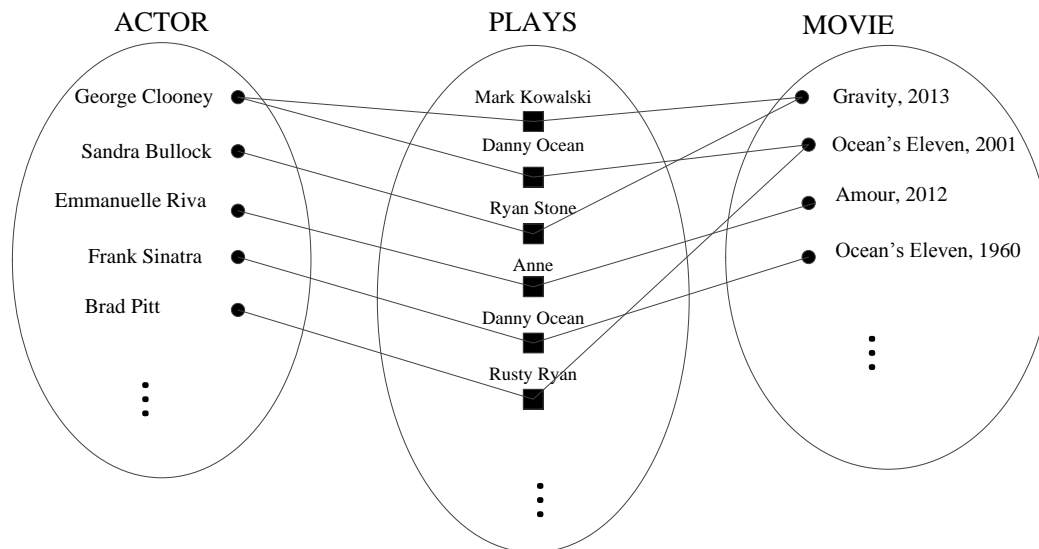 ACTOR
George Clooney
Sandra Bullock
Emmanuelle Riva
Frank Sinatra
Brad Pitt
PLAYS
Mark Kowalski
Danny Ocean
Ryan Stone
Anne
Danny Ocean
Rusty Ryan
MOVIE
Gravity, 2013
Ocean’s Eleven, 2001
Amour, 2012
Ocean’s Eleven, 1960